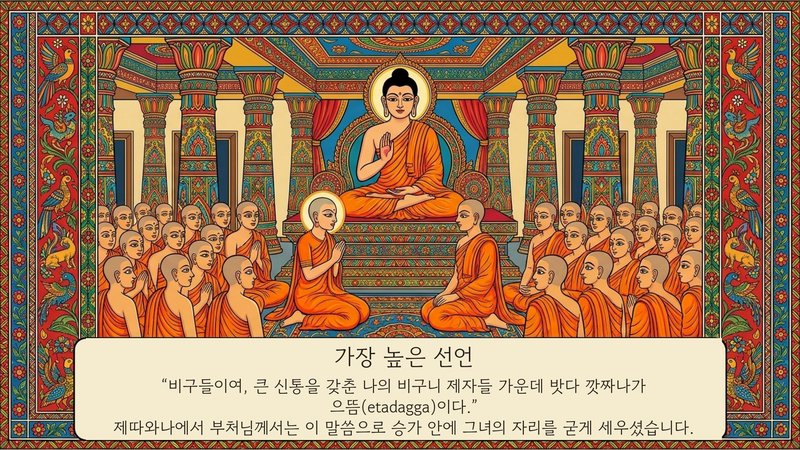 가장 높은 선언
“비구들이여, 큰 신통을 갖춘 나의 비구니 제자들 가운데 밧다 깟짜나가
으뜸(etadagga)이다.”
제따와나에서 부처님께서는 이 말씀으로 승가 안에 그녀의 자리를 굳게 세우셨습니다.